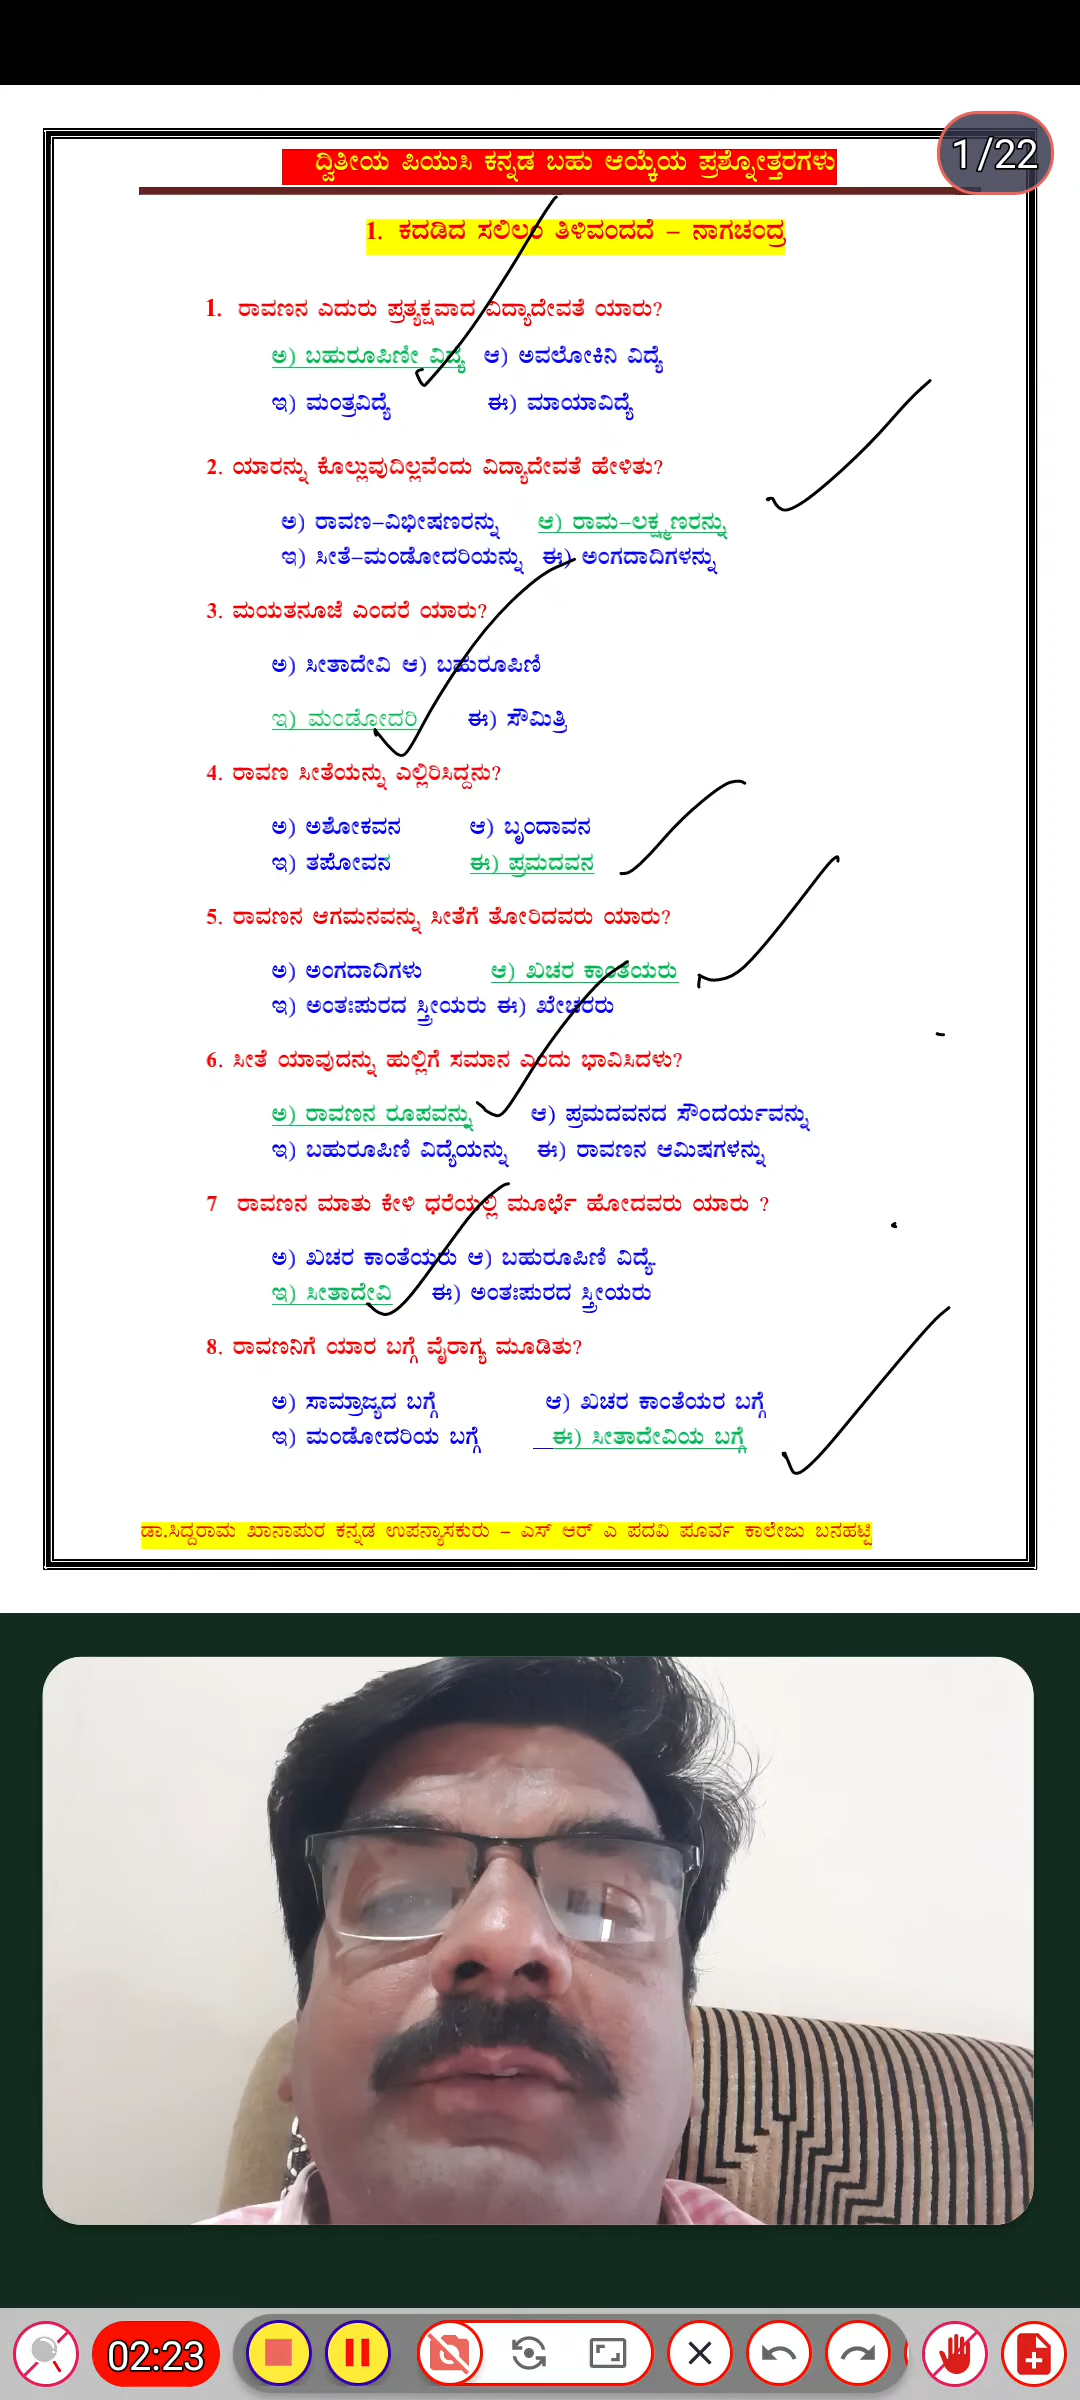 1/22
ದ್ವಿತೀಯ ಪಿಯುಸಿ ಕನ್ನಡ ಬಹು ಆಯ್ಕೆಯ ಪ್ರಶ್ನೋತ್ತರಗಳು
1. ಕದಡಿದ ಸಲಿಲಂ ತಿಳಿವಂದದೆ – ನಾಗಚಂದ್ರ
1. ರಾವಣನ ಎದುರು ಪ್ರತ್ಯಕ್ಷವಾದ ವಿದ್ಯಾದೇವತೆ ಯಾರು?
ಅ) ಬಹುರೂಪಿಣೀ ವಿದ್ಯೆ ಆ) ಅವಲೋಕಿನಿ ವಿದ್ಯೆ
ಇ) ಮಂತ್ರವಿದ್ಯೆ ಈ) ಮಾಯಾವಿದ್ಯೆ
2. ಯಾರನ್ನು ಕೊಲ್ಲುವುದಿಲ್ಲವೆಂದು ವಿದ್ಯಾದೇವತೆ ಹೇಳಿತು?
ಅ) ರಾವಣ–ವಿಭೀಷಣರನ್ನು ಆ) ರಾಮ–ಲಕ್ಷ್ಮಣರನ್ನು
ಇ) ಸೀತೆ–ಮಂಡೋದರಿಯನ್ನು ಈ) ಅಂಗದಾದಿಗಳನ್ನು
3. ಮಯತನೂಜೆ ಎಂದರೆ ಯಾರು?
ಅ) ಸೀತಾದೇವಿ ಆ) ಬಹುರೂಪಿಣಿ
ಇ) ಮಂಡೋದರಿ ಈ) ಸೌಮಿತ್ರಿ
4. ರಾವಣ ಸೀತೆಯನ್ನು ಎಲ್ಲಿರಿಸಿದ್ದನು?
ಅ) ಅಶೋಕವನ ಆ) ಬೃಂದಾವನ
ಇ) ತಪೋವನ ಈ) ಪ್ರಮದವನ
5. ರಾವಣನ ಆಗಮನವನ್ನು ಸೀತೆಗೆ ತೋರಿದವರು ಯಾರು?
ಅ) ಅಂಗದಾದಿಗಳು ಆ) ಖಚರ ಕಾಂತೆಯರು
ಇ) ಅಂತಃಪುರದ ಸ್ತ್ರೀಯರು ಈ) ಖೇಚರರು
6. ಸೀತೆ ಯಾವುದನ್ನು ಹುಲ್ಲಿಗೆ ಸಮಾನ ಎಂದು ಭಾವಿಸಿದಳು?
ಅ) ರಾವಣನ ರೂಪವನ್ನು ಆ) ಪ್ರಮದವನದ ಸೌಂದರ್ಯವನ್ನು
ಇ) ಬಹುರೂಪಿಣಿ ವಿದ್ಯೆಯನ್ನು ಈ) ರಾವಣನ ಆಮಿಷಗಳನ್ನು
7 ರಾವಣನ ಮಾತು ಕೇಳಿ ಧರೆಯಲ್ಲಿ ಮೂರ್ಛೆ ಹೋದವರು ಯಾರು ?
ಅ) ಖಚರ ಕಾಂತೆಯರು ಆ) ಬಹುರೂಪಿಣಿ ವಿದ್ಯೆ.
ಇ) ಸೀತಾದೇವಿ ಈ) ಅಂತಃಪುರದ ಸ್ತ್ರೀಯರು
8. ರಾವಣನಿಗೆ ಯಾರ ಬಗ್ಗೆ ವೈರಾಗ್ಯ ಮೂಡಿತು?
ಅ) ಸಾಮ್ರಾಜ್ಯದ ಬಗ್ಗೆ ಆ) ಖಚರ ಕಾಂತೆಯರ ಬಗ್ಗೆ
ಇ) ಮಂಡೋದರಿಯ ಬಗ್ಗೆ ಈ) ಸೀತಾದೇವಿಯ ಬಗ್ಗೆ
ಡಾ.ಸಿದ್ದರಾಮ ಖಾನಾಪುರ ಕನ್ನಡ ಉಪನ್ಯಾಸಕುರು – ಎಸ್ ಆರ್ ಎ ಪದವಿ ಪೂರ್ವ ಕಾಲೇಜು ಬನಹಟ್ಟಿ
02:23